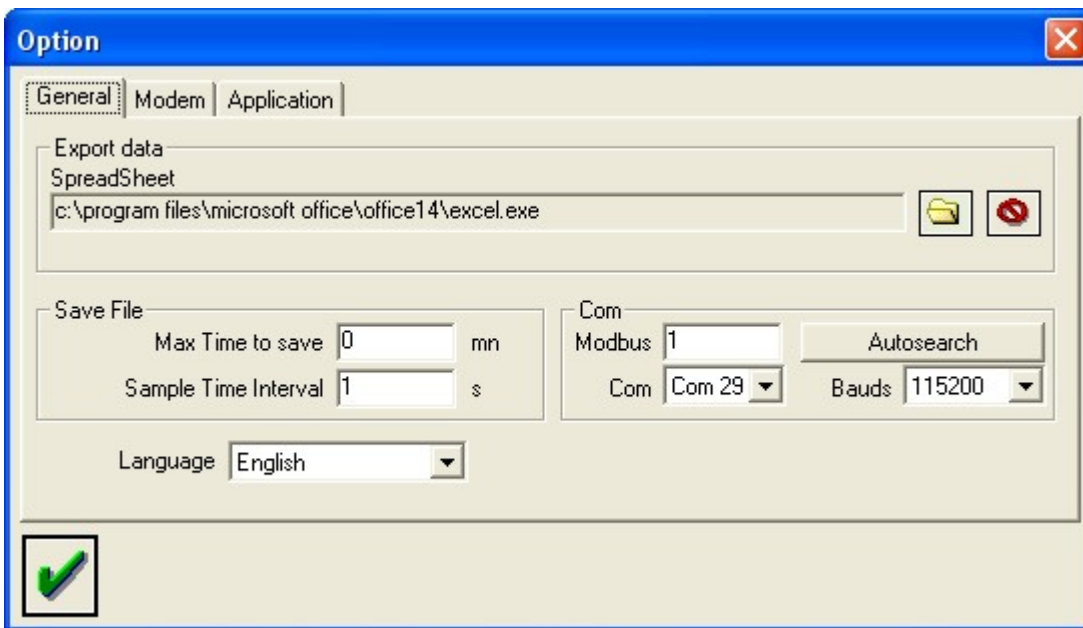 Option
General Modem Application
Export data
SpreadSheet
c:\program files\microsoft office\office14\excel.exe
Save File
Max Time to save 0 mn
Sample Time Interval 1 s
Com
Modbus 1 Autosearch
Com Com 29 Bauds 115200
Language English